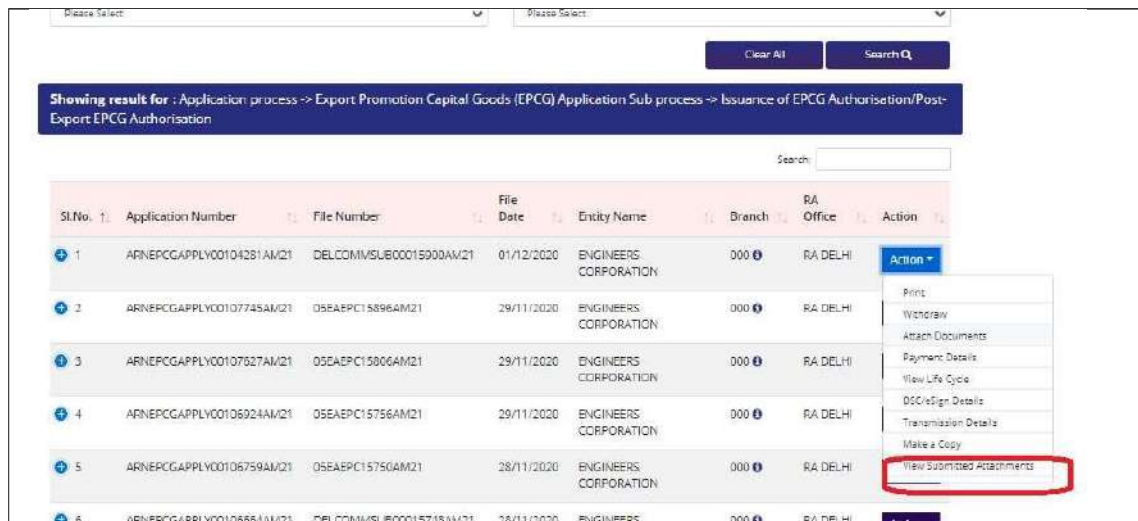 Please Select Please Select
Clear All Search
Showing result for : Application process -> Export Promotion Capital Goods (EPCG) Application Sub process -> Issuance of EPCG Authorisation/Post-
Export EPCG Authorisation
Search:
Sl.No. Application Number File Number File Date Entity Name Branch RA Office Action
1 ARNEPCGAPPLY00104281AM21 DELCOMMSUB00015900AM21 01/12/2020 ENGINEERS CORPORATION 000 RA DELHI Action
Print
Withdraw
Attach Documents
Payment Details
View Life Cycle
DSC/eSign Details
Transmission Details
Make a Copy
View Submitted Attachments
2 ARNEPCGAPPLY00107745AM21 05EAEPC15896AM21 29/11/2020 ENGINEERS CORPORATION 000 RA DELHI
3 ARNEPCGAPPLY00107627AM21 05EAEPC15806AM21 29/11/2020 ENGINEERS CORPORATION 000 RA DELHI
4 ARNEPCGAPPLY00106924AM21 05EAEPC15756AM21 29/11/2020 ENGINEERS CORPORATION 000 RA DELHI
5 ARNEPCGAPPLY00106759AM21 05EAEPC15750AM21 28/11/2020 ENGINEERS CORPORATION 000 RA DELHI
6 ARNEPCGAPPLY00106664AM21 DELCOMMSUB00015748AM21 28/11/2020 ENGINEERS 000 RA DELHI